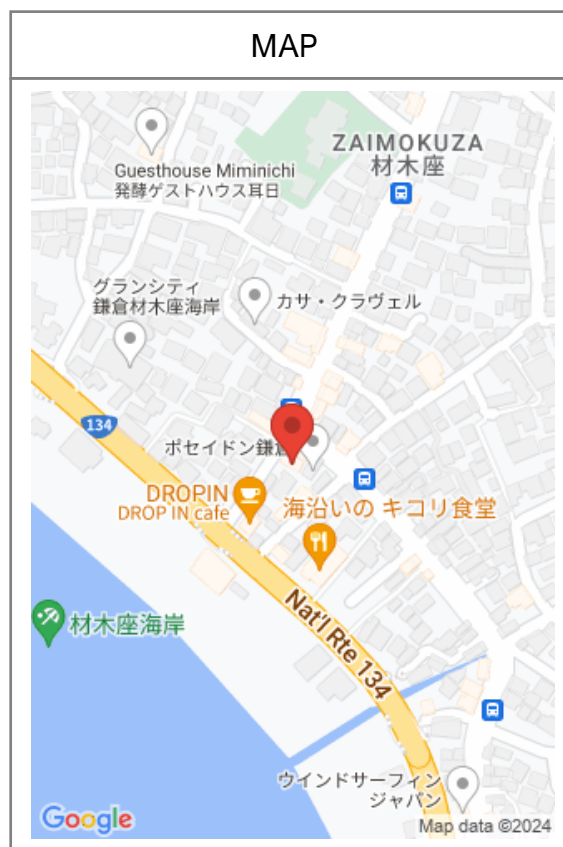 MAP
ZAIMOKUZA
材木座
Guesthouse Miminichi
発酵ゲストハウス耳日
グランシティ
鎌倉材木座海岸
カサ・クラヴェル
134
ポセイドン鎌倉
DROPIN
DROP IN cafe
海沿いの キコリ食堂
Nat'l Rte 134
材木座海岸
ウインドサーフィン
ジャパン
Google
Map data ©2024